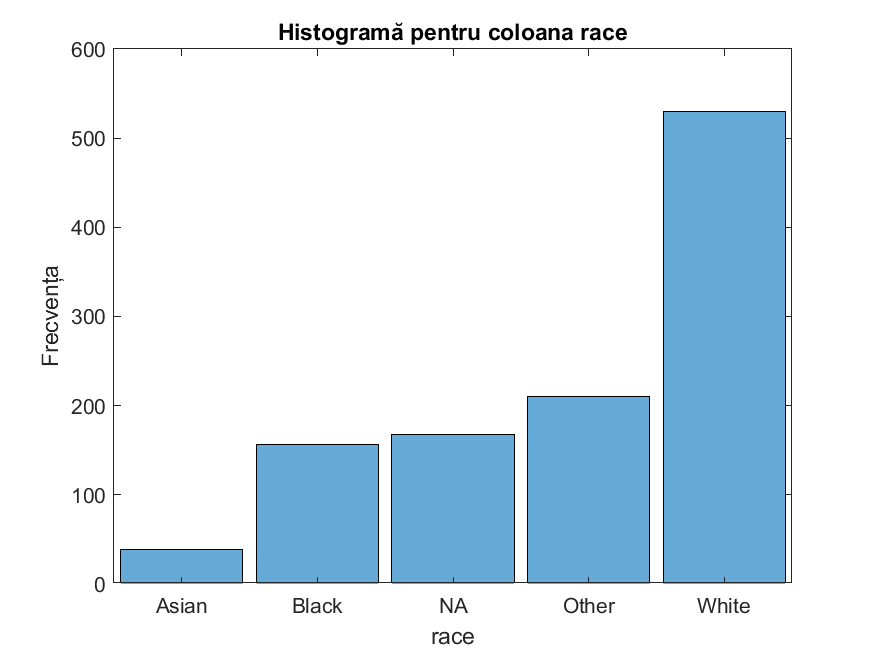 Histogramă pentru coloana race
600
500
400
300
200
100
0
Frecvența
Asian
Black
NA
Other
White
race